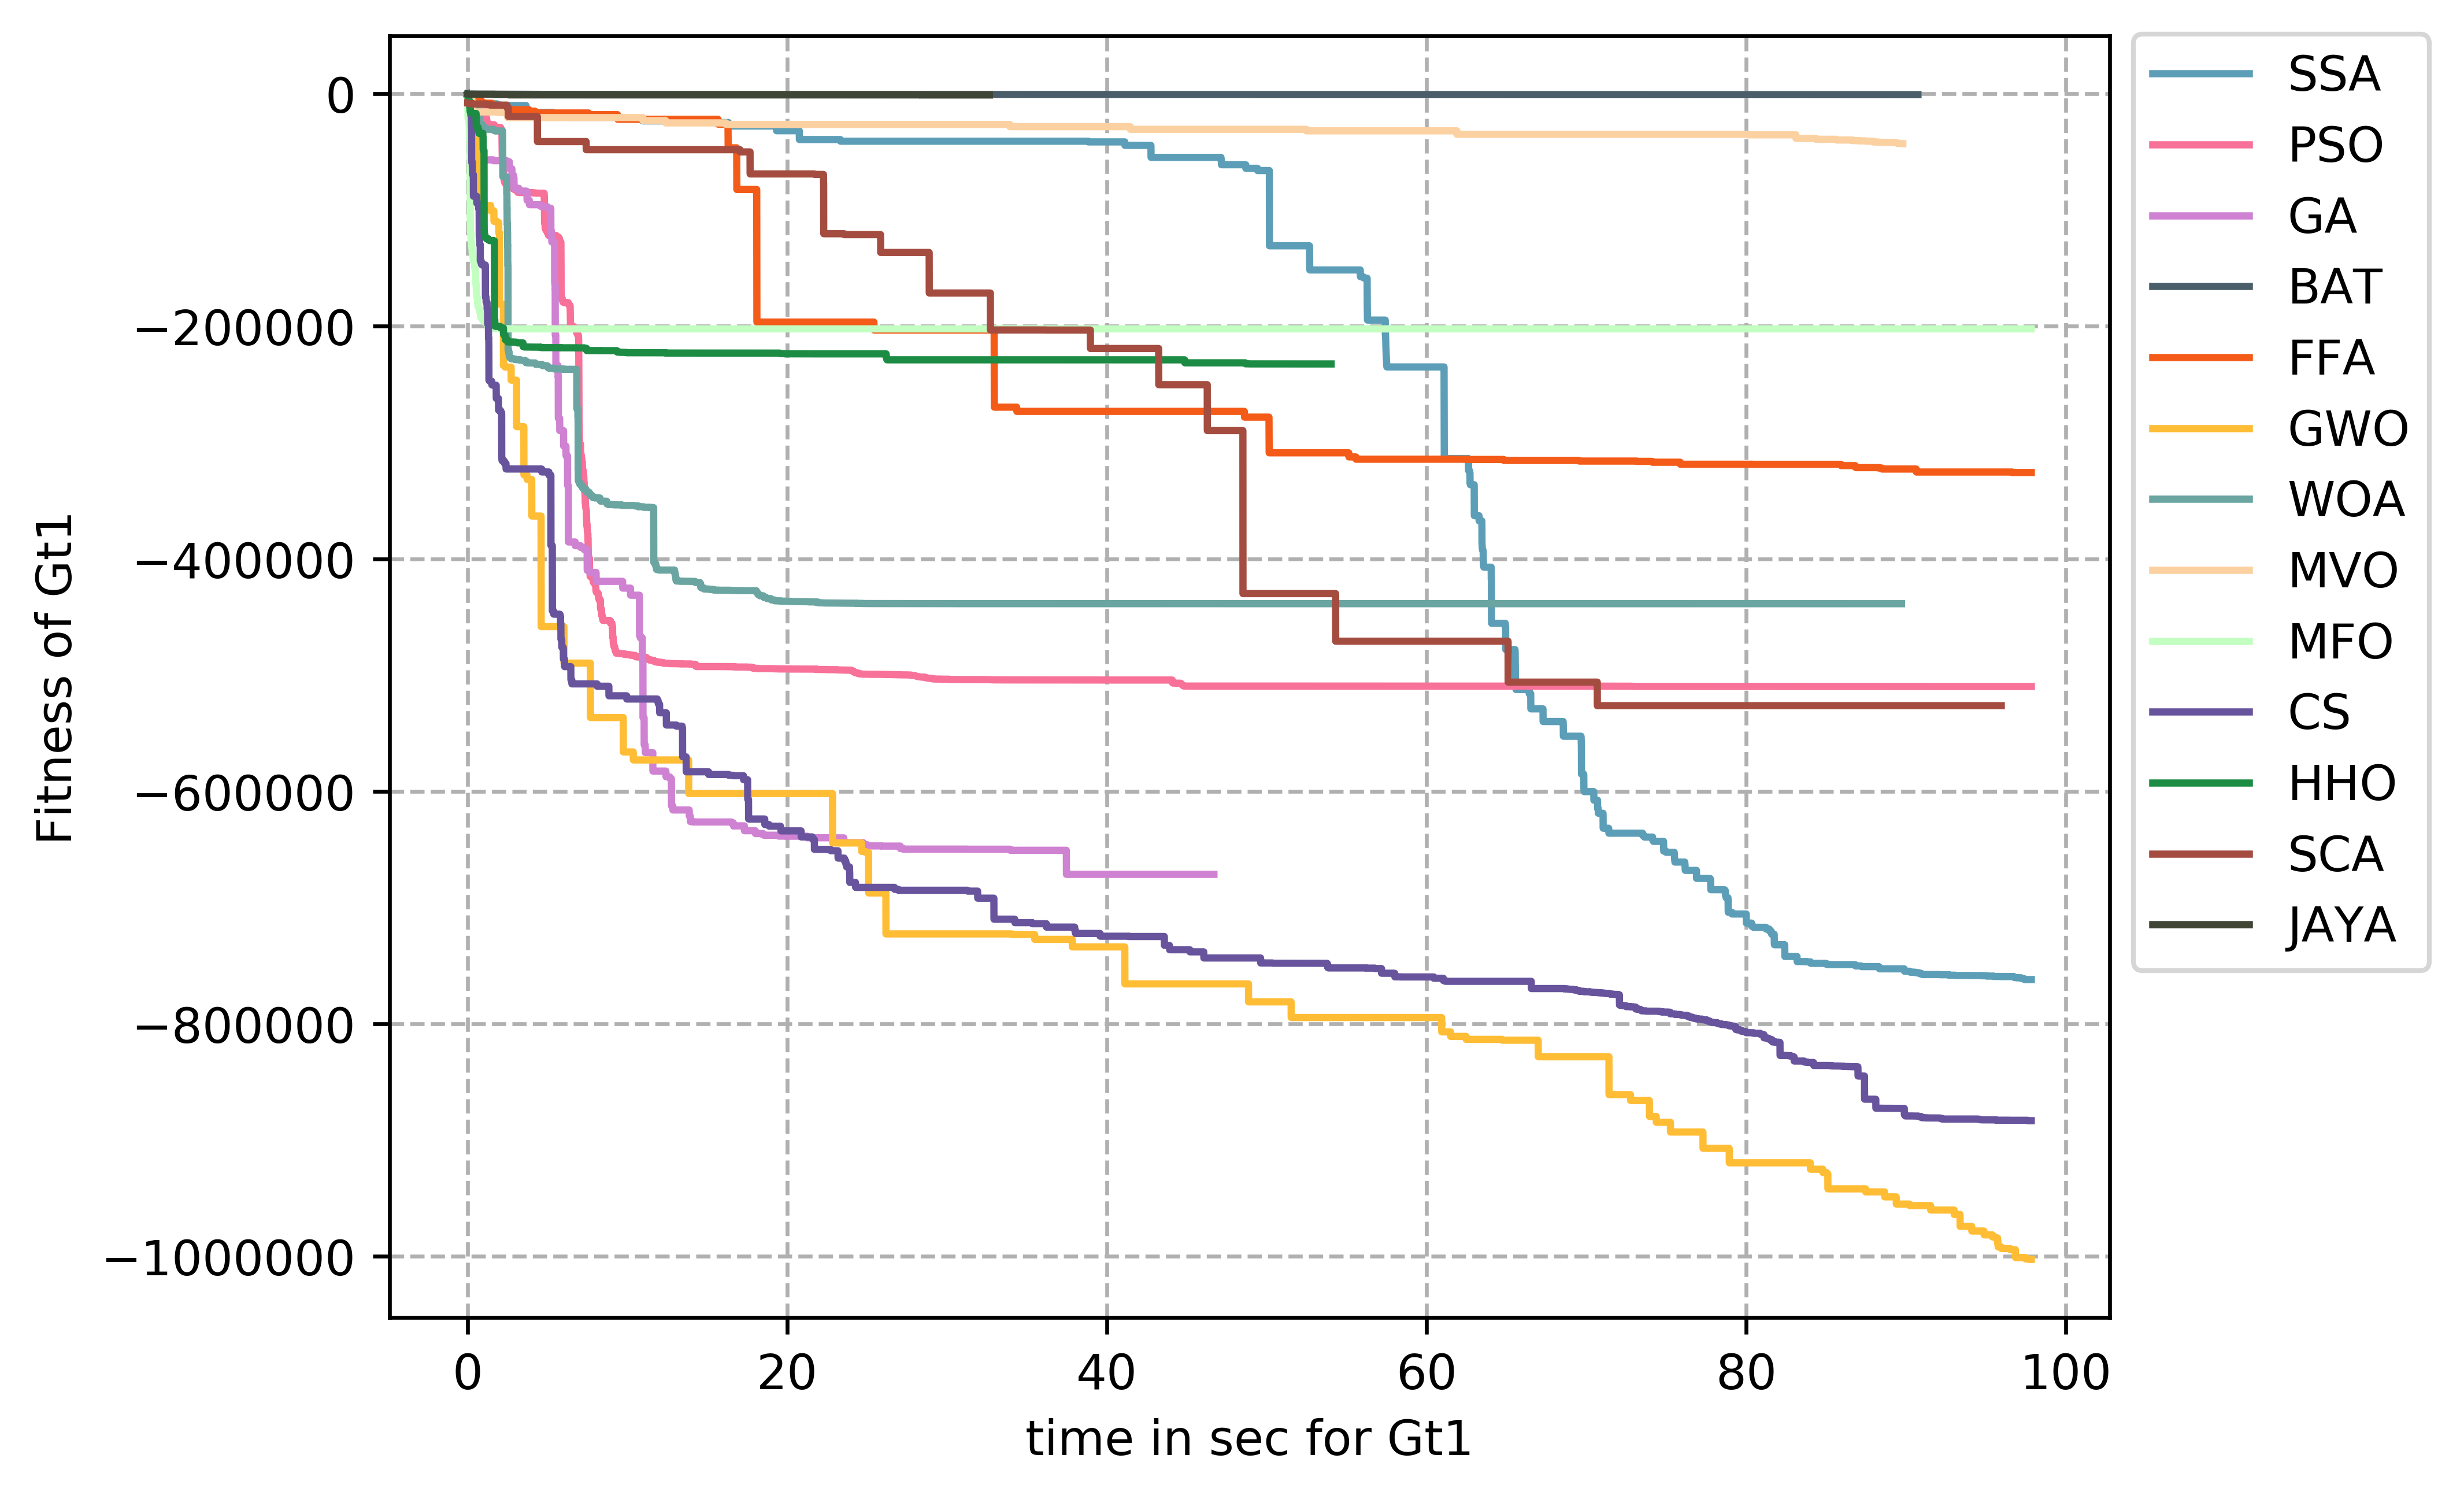 0
−200000
−400000
−600000
−800000
−1000000
Fitness of Gt1
0 20 40 60 80 100
time in sec for Gt1
SSA
PSO
GA
BAT
FFA
GWO
WOA
MVO
MFO
CS
HHO
SCA
JAYA